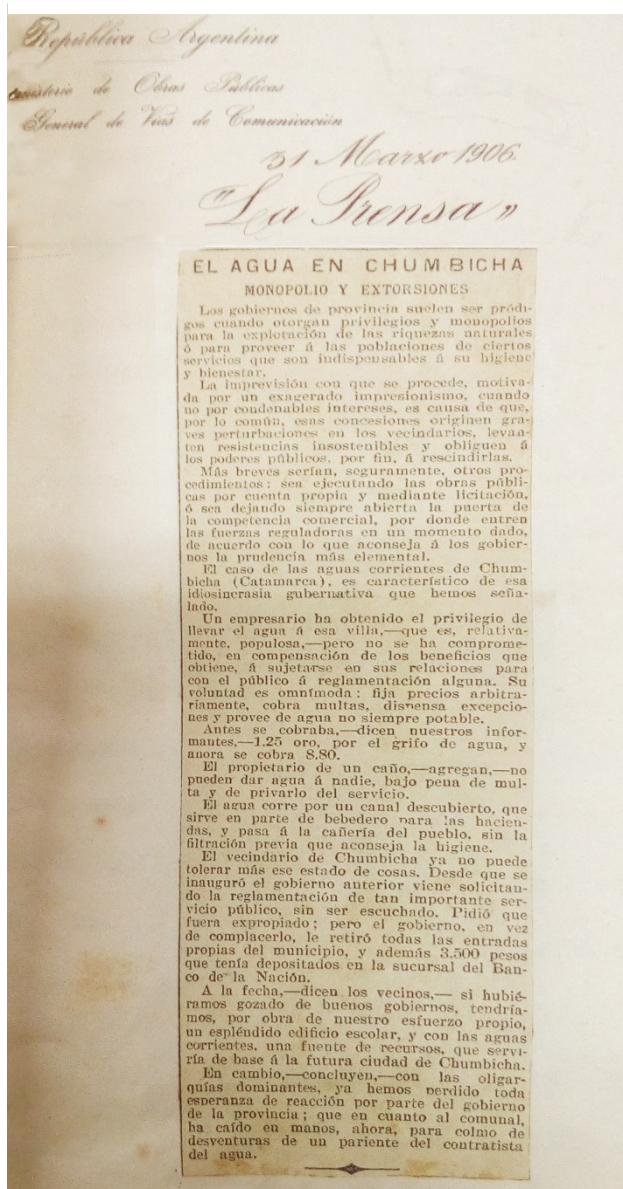 República Argentina
Ministerio de Obras Públicas
General de Vías de Comunicación
31 Marzo 1906.
"La Prensa"
EL AGUA EN CHUMBICHA
MONOPOLIO Y EXTORSIONES
Los gobiernos de provincia suelen ser pródi-
gos cuando otorgan privilegios y monopolios
para la explotación de las riquezas naturales
ó para proveer á las poblaciones de ciertos
servicios que son indispensables á su higiene
y bienestar.
La imprevisión con que se procede, motiva-
da por un exagerado impresionismo, cuando
no por condenables intereses, es causa de que,
por lo común, esas concesiones originen gra-
ves perturbaciones en los vecindarios, levan-
ten resistencias insostenibles y obliguen á
los poderes públicos, por fin, á rescindirlas.
Más breves serían, seguramente, otros pro-
cedimientos: sea ejecutando las obras públi-
cas por cuenta propia y mediante licitación,
ó sea dejando siempre abierta la puerta de
la competencia comercial, por donde entren
las fuerzas reguladoras en un momento dado,
de acuerdo con lo que aconseja á los gobier-
nos la prudencia más elemental.
El caso de las aguas corrientes de Chum-
bicha (Catamarca), es característico de esa
idiosincrasia gubernativa que hemos seña-
lado.
Un empresario ha obtenido el privilegio de
llevar el agua á esa villa,—que es, relativa-
mente, populosa,—pero no se ha comprome-
tido, en compensación de los beneficios que
obtiene, á sujetarse en sus relaciones para
con el público á reglamentación alguna. Su
voluntad es omnímoda: fija precios arbitra-
riamente, cobra multas, dispensa excepcio-
nes y provee de agua no siempre potable.
Antes se cobraba,—dicen nuestros infor-
mantes,—1.25 oro, por el grifo de agua, y
ahora se cobra 8.80.
El propietario de un caño,—agregan,—no
pueden dar agua á nadie, bajo pena de mul-
ta y de privarlo del servicio.
El agua corre por un canal descubierto, que
sirve en parte de bebedero para las hacien-
das, y pasa á la cañería del pueblo, sin la
filtración previa que aconseja la higiene.
El vecindario de Chumbicha ya no puede
tolerar más ese estado de cosas. Desde que se
inauguró el gobierno anterior viene solicitan-
do la reglamentación de tan importante ser-
vicio público, sin ser escuchado. Pidió que
fuera expropiado; pero el gobierno, en vez
de complacerlo, le retiró todas las entradas
propias del municipio, y además 3.500 pesos
que tenía depositados en la sucursal del Ban-
co de la Nación.
A la fecha,—dicen los vecinos,— si hubié-
ramos gozado de buenos gobiernos, tendría-
mos, por obra de nuestro esfuerzo propio,
un espléndido edificio escolar, y con las aguas
corrientes, una fuente de recursos, que servi-
ría de base á la futura ciudad de Chumbicha.
En cambio,—concluyen,—con las oligar-
quías dominantes, ya hemos perdido toda
esperanza de reacción por parte del gobierno
de la provincia; que en cuanto al comunal,
ha caído en manos, ahora, para colmo de
desventuras de un pariente del contratista
del agua.